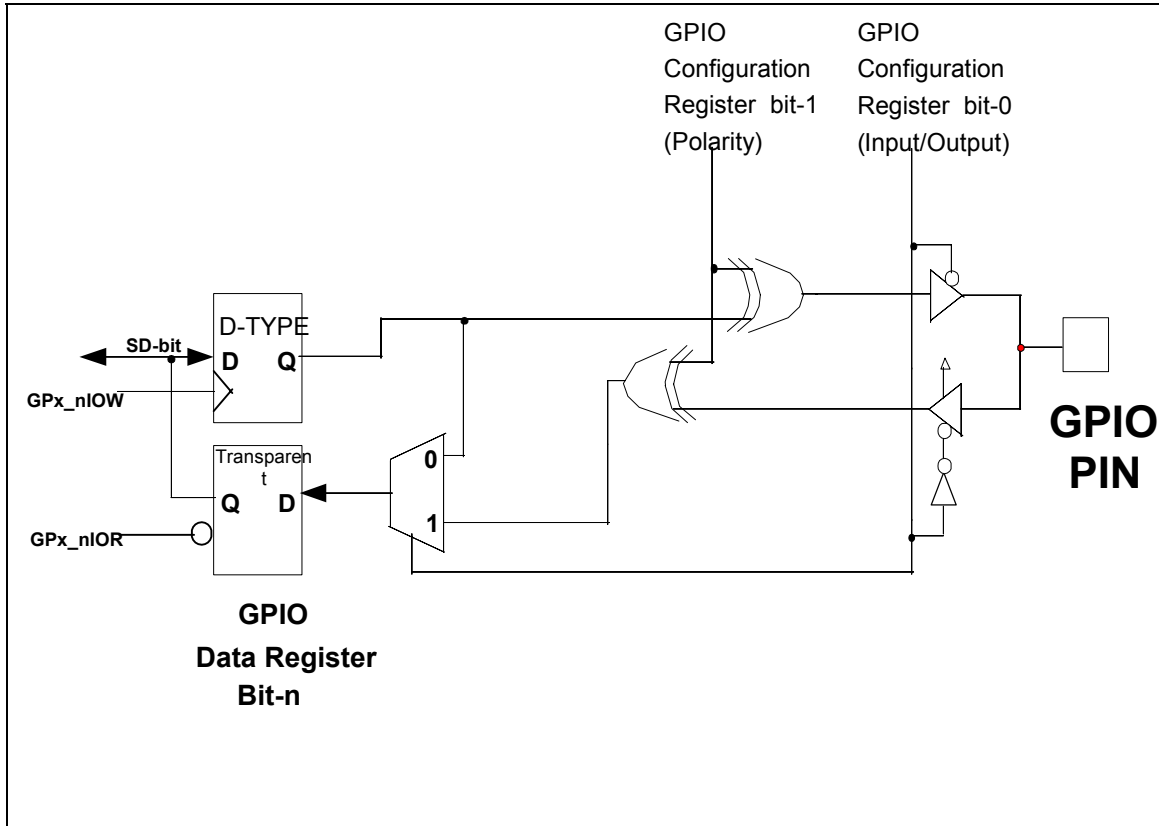 GPIO
Configuration
Register bit-1
(Polarity)
GPIO
Configuration
Register bit-0
(Input/Output)
D-TYPE
SD-bit
D Q
GPx_nIOW
Transparen
t
Q D
GPx_nIOR
0
1
GPIO
PIN
GPIO
Data Register
Bit-n